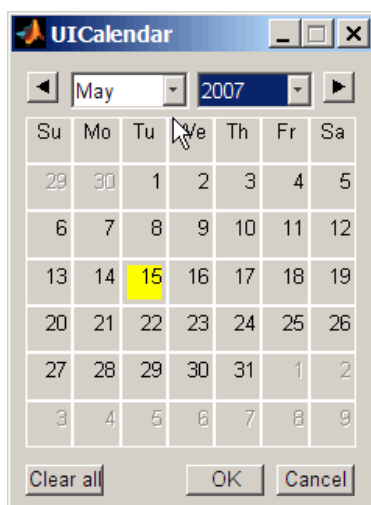 UICalendar
May 2007
Su Mo Tu We Th Fr Sa
29 30 1 2 3 4 5
6 7 8 9 10 11 12
13 14 15 16 17 18 19
20 21 22 23 24 25 26
27 28 29 30 31 1 2
3 4 5 6 7 8 9
Clear all OK Cancel